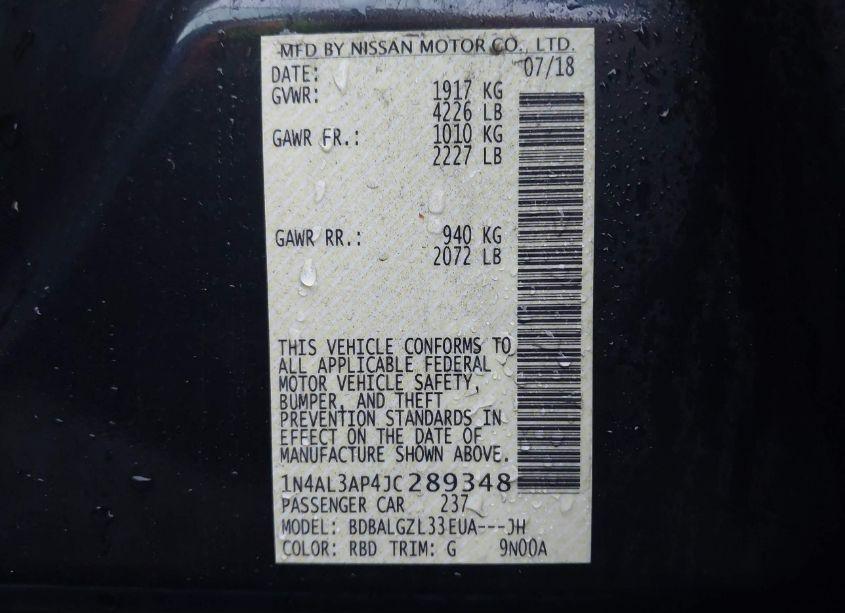 MFD BY NISSAN MOTOR CO., LTD.
DATE: 07/18
GVWR: 1917 KG
4226 LB
GAWR FR.: 1010 KG
2227 LB
GAWR RR.: 940 KG
2072 LB
THIS VEHICLE CONFORMS TO
ALL APPLICABLE FEDERAL
MOTOR VEHICLE SAFETY,
BUMPER, AND THEFT
PREVENTION STANDARDS IN
EFFECT ON THE DATE OF
MANUFACTURE SHOWN ABOVE.
1N4AL3AP4JC289348
PASSENGER CAR 237
MODEL: BDBALGZL33EUA---JH
COLOR: RBD TRIM: G 9N00A